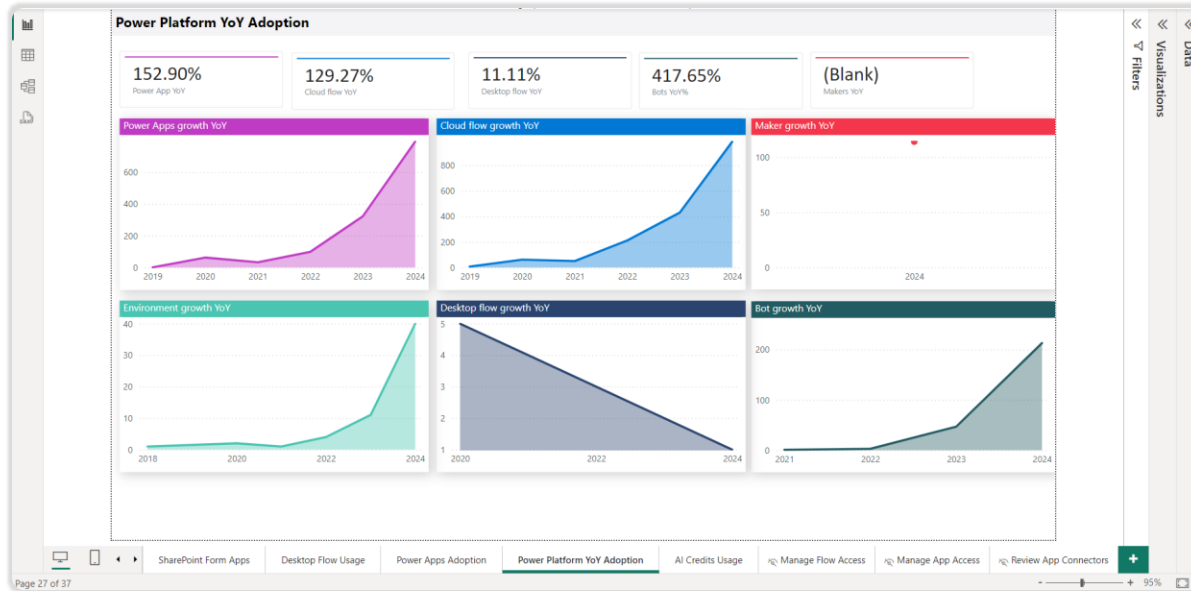 Power Platform YoY Adoption
152.90%
Power App YoY
129.27%
Cloud flow YoY
11.11%
Desktop flow YoY
417.65%
Bots YoY%
(Blank)
Makers YoY
Power Apps growth YoY
600
400
200
0
2019 2020 2021 2022 2023 2024
Cloud flow growth YoY
800
600
400
200
0
2019 2020 2021 2022 2023 2024
Maker growth YoY
100
50
0
2024
Environment growth YoY
40
30
20
10
0
2018 2020 2022 2024
Desktop flow growth YoY
5
4
3
2
1
2020 2022 2024
Bot growth YoY
200
100
0
2021 2022 2023 2024
Filters
Visualizations
Data
SharePoint Form Apps
Desktop Flow Usage
Power Apps Adoption
Power Platform YoY Adoption
AI Credits Usage
Manage Flow Access
Manage App Access
Review App Connectors
+
Page 27 of 37
- + 95%